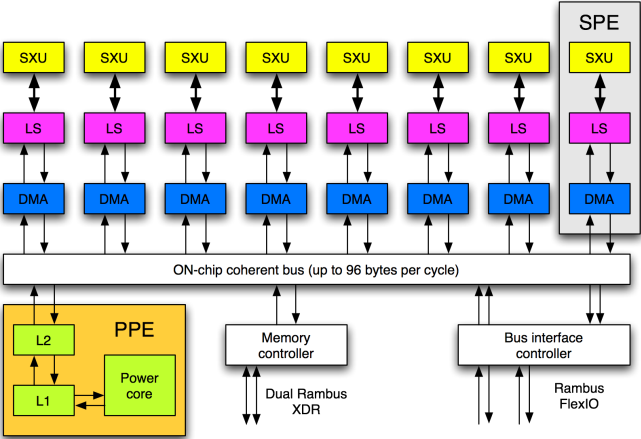 SPE
SXU SXU SXU SXU SXU SXU SXU SXU
LS LS LS LS LS LS LS LS
DMA DMA DMA DMA DMA DMA DMA DMA
ON-chip coherent bus (up to 96 bytes per cycle)
PPE
L2
L1
Power
core
Memory
controller
Dual Rambus
XDR
Bus interface
controller
Rambus
FlexIO